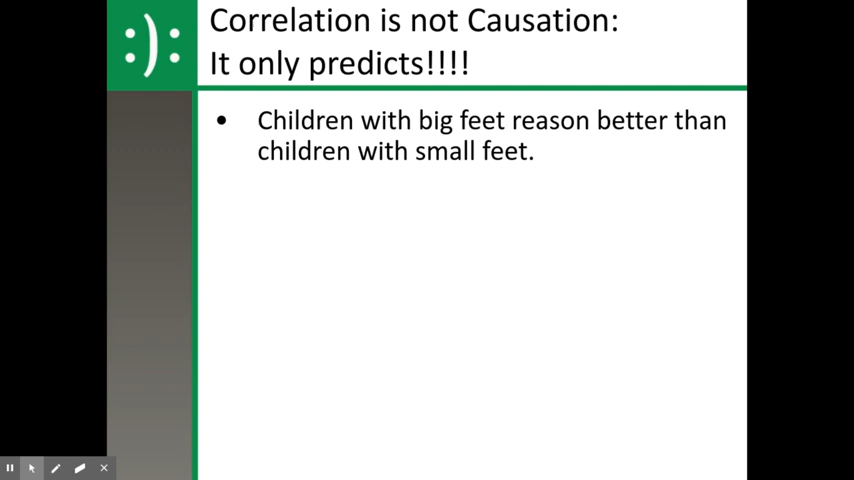 :):
Correlation is not Causation:
It only predicts!!!!
• Children with big feet reason better than
children with small feet.